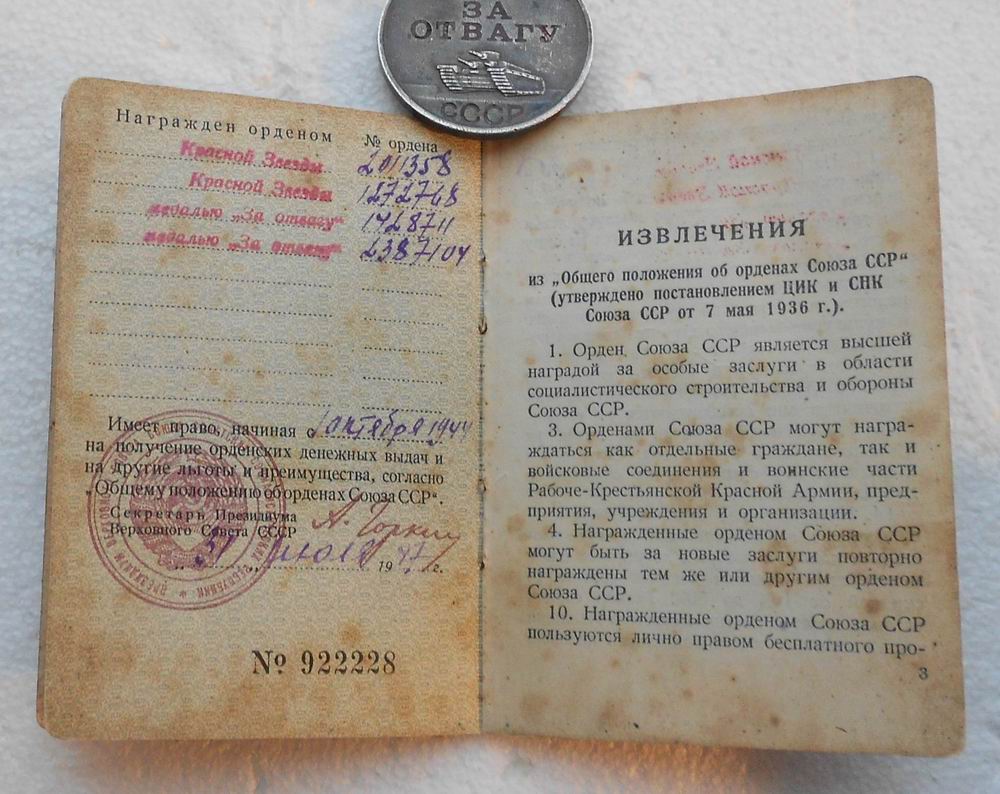 ЗА
ОТВАГУ
СССР
Награжден орденом № ордена
Красной Звезды 2011358
Красной Звезды 1272768
медалью „За отвагу“ 1428711
медалью „За отвагу“ 2387104
Имеет право, начиная с 1 октября 1944
на получение орденских денежных выдач и
на другие льготы и преимущества, согласно
„Общему положению об орденах Союза ССР“.
Секретарь Президиума
Верховного Совета СССР А. Горкин
31 июля 1947 г.
№ 922228
ИЗВЛЕЧЕНИЯ
из „Общего положения об орденах Союза ССР“
(утверждено постановлением ЦИК и СНК
Союза ССР от 7 мая 1936 г.).
1. Орден Союза ССР является высшей
наградой за особые заслуги в области
социалистического строительства и обороны
Союза ССР.
3. Орденами Союза ССР могут награ-
ждаться как отдельные граждане, так и
войсковые соединения и воинские части
Рабоче-Крестьянской Красной Армии, пред-
приятия, учреждения и организации.
4. Награжденные орденом Союза ССР
могут быть за новые заслуги повторно
награждены тем же или другим орденом
Союза ССР.
10. Награжденные орденом Союза ССР
пользуются лично правом бесплатного про-
3